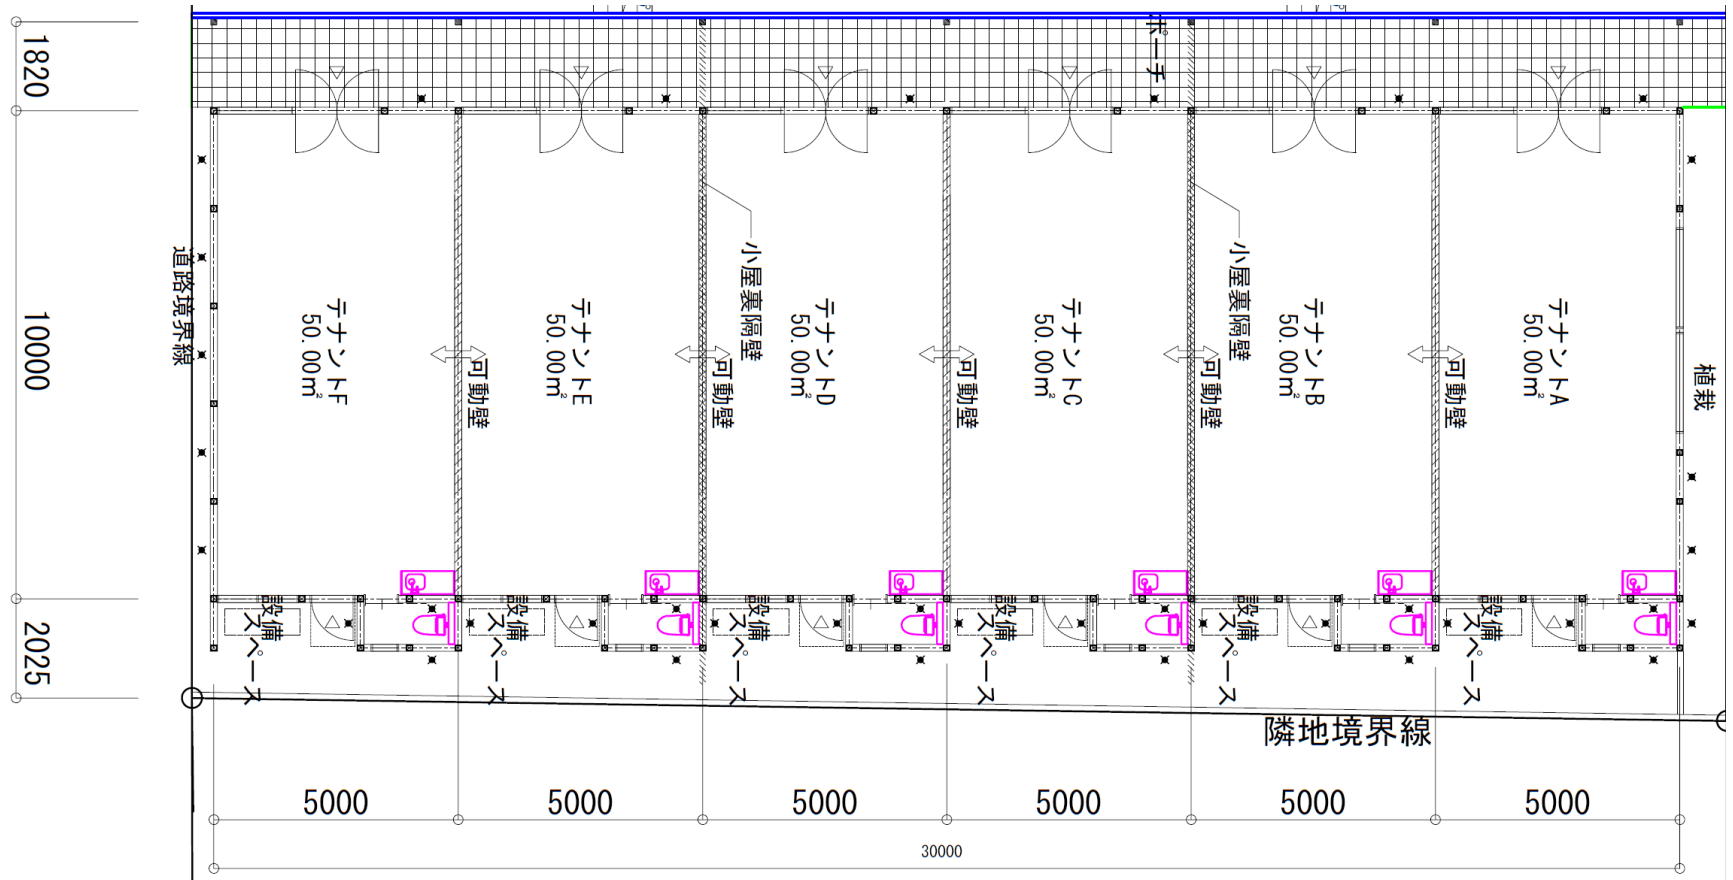 ポーチ
1820
10000
2025
道路境界線
テナントF
50.00㎡
テナントE
50.00㎡
テナントD
50.00㎡
テナントC
50.00㎡
テナントB
50.00㎡
テナントA
50.00㎡
小屋裏隔壁
小屋裏隔壁
可動壁
可動壁
可動壁
可動壁
可動壁
植栽
設備
スペース
設備
スペース
設備
スペース
設備
スペース
設備
スペース
設備
スペース
隣地境界線
5000
5000
5000
5000
5000
5000
30000